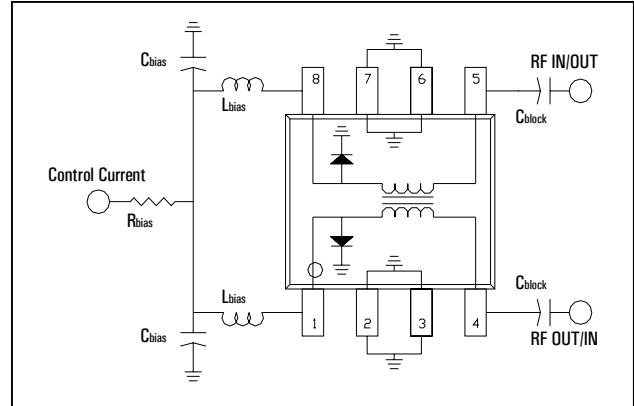 Cbias
8
7
6
5
RF IN/OUT
Lbias
Cblock
Control Current
Rbias
Lbias
Cblock
1
2
3
4
Cbias
RF OUT/IN